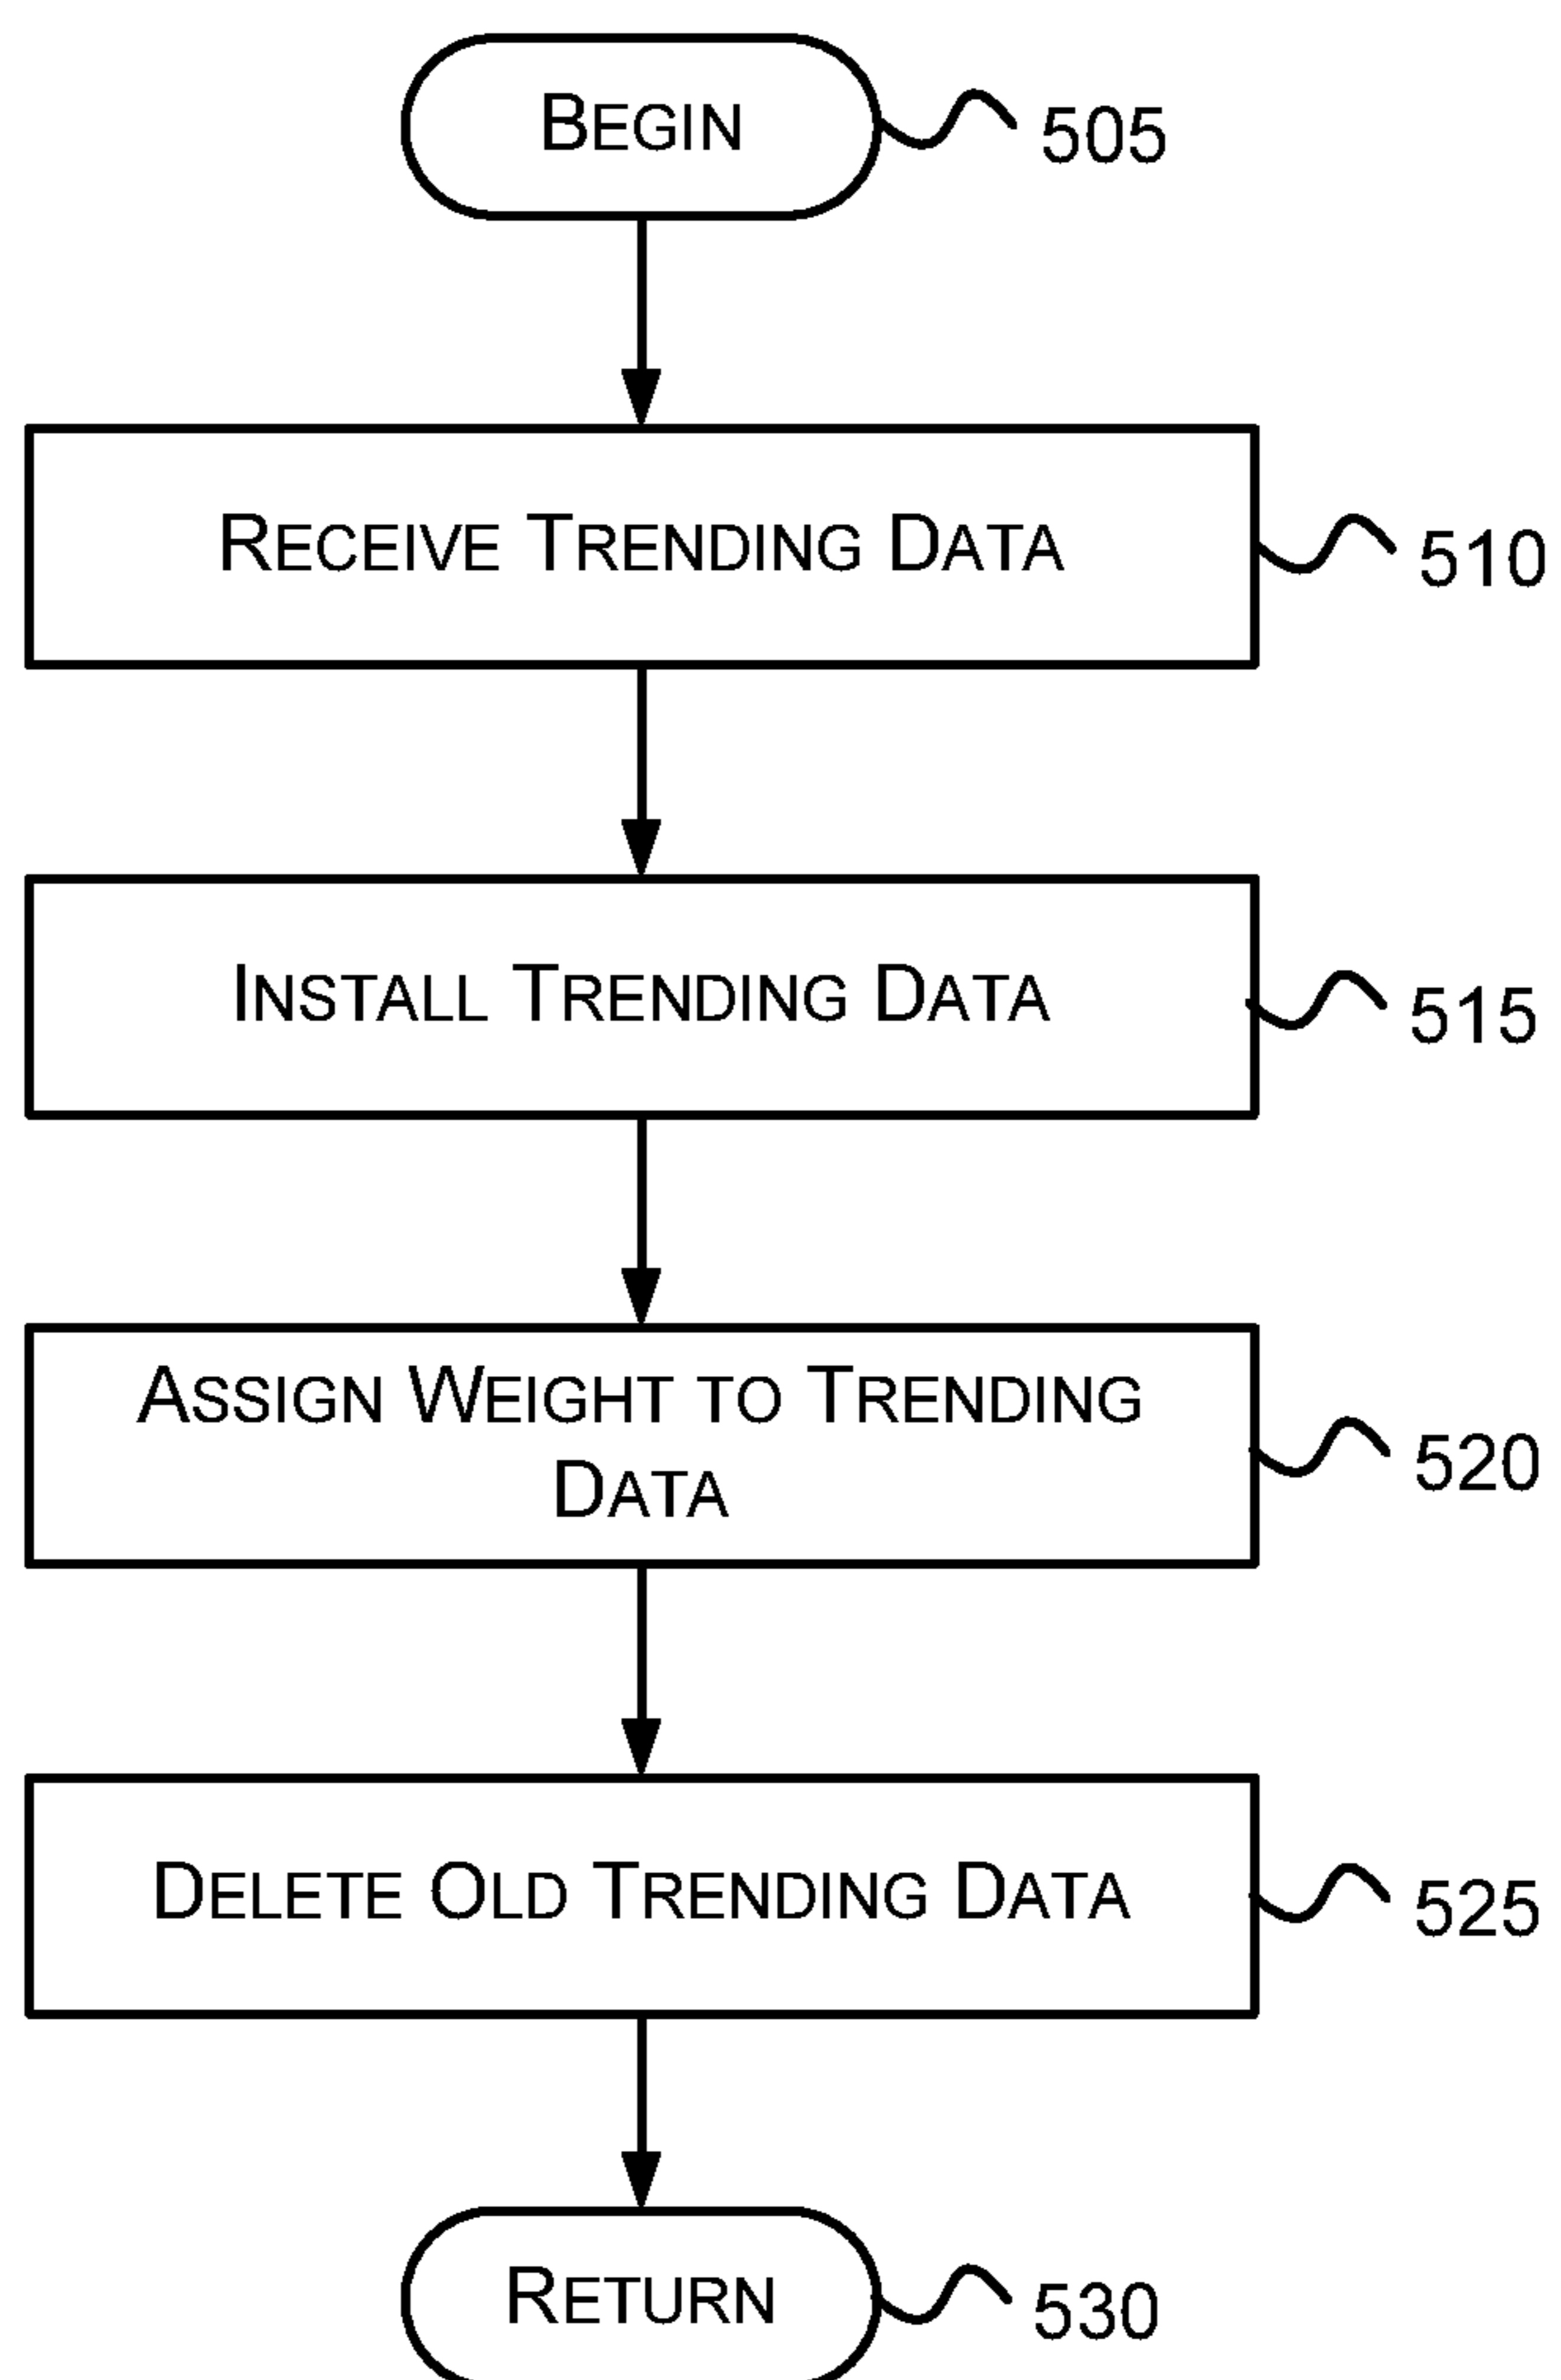 BEGIN
505
RECEIVE TRENDING DATA
510
INSTALL TRENDING DATA
515
ASSIGN WEIGHT TO TRENDING
DATA
520
DELETE OLD TRENDING DATA
525
RETURN
530